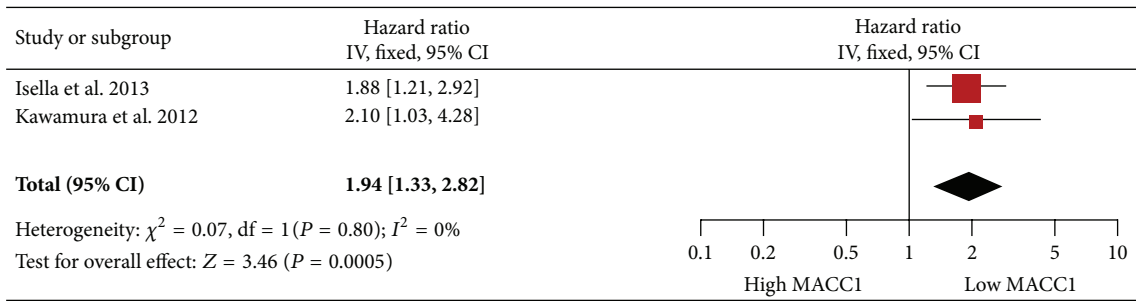 Study or subgroup
Hazard ratio
IV, fixed, 95% CI
Hazard ratio
IV, fixed, 95% CI
Isella et al. 2013 1.88 [1.21, 2.92]
Kawamura et al. 2012 2.10 [1.03, 4.28]
Total (95% CI) 1.94 [1.33, 2.82]
Heterogeneity: χ² = 0.07, df = 1 (P = 0.80); I² = 0%
Test for overall effect: Z = 3.46 (P = 0.0005)
0.1 0.2 0.5 1 2 5 10
High MACC1 Low MACC1